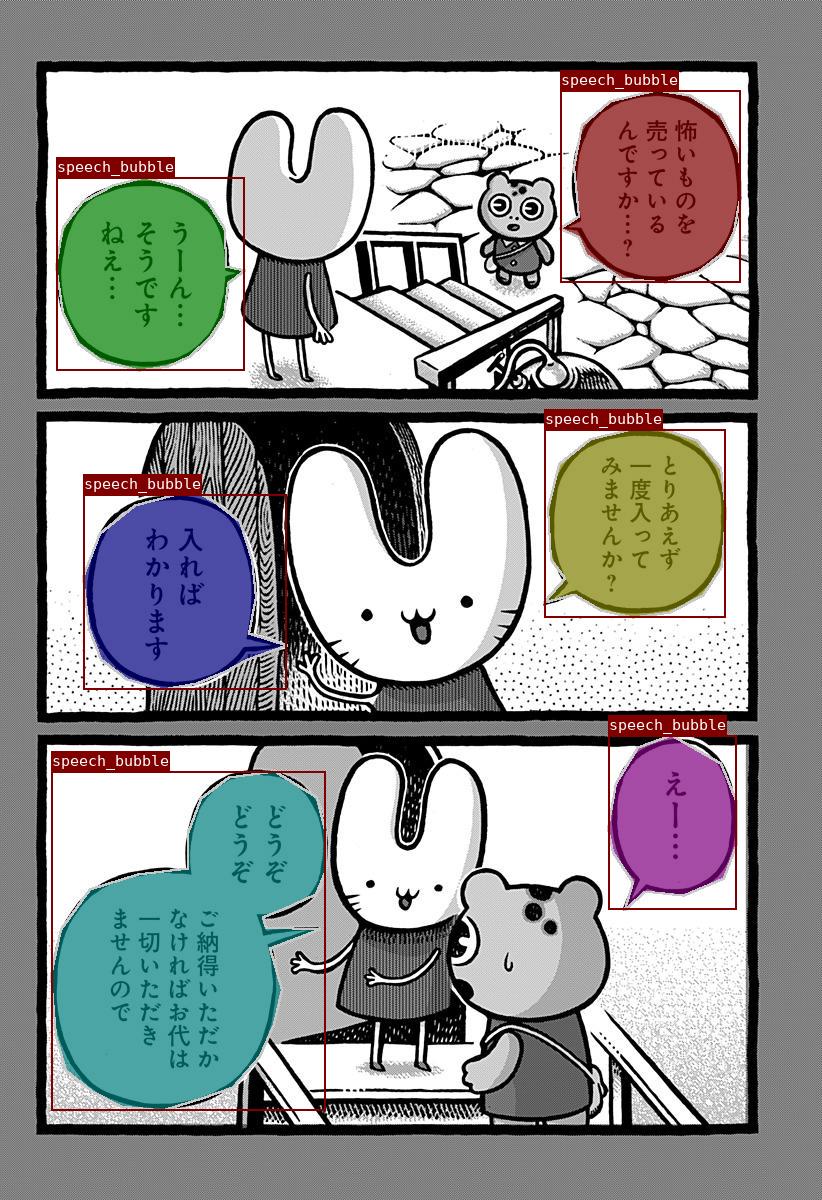 speech_bubble
怖いものを
売っている
んですか…?
speech_bubble
うーん…
そうです
ねぇ…
speech_bubble
とりあえず
一度入って
みませんか?
speech_bubble
入れば
わかります
speech_bubble
えー…
speech_bubble
どうぞ
どうぞ
ご納得いただか
なければお代は
一切いただき
ませんので